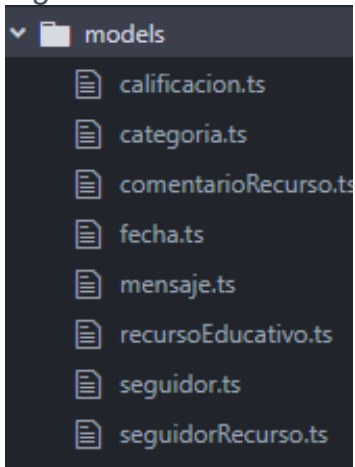 models
calificacion.ts
categoria.ts
comentarioRecurso.ts
fecha.ts
mensaje.ts
recursoEducativo.ts
seguidor.ts
seguidorRecurso.ts